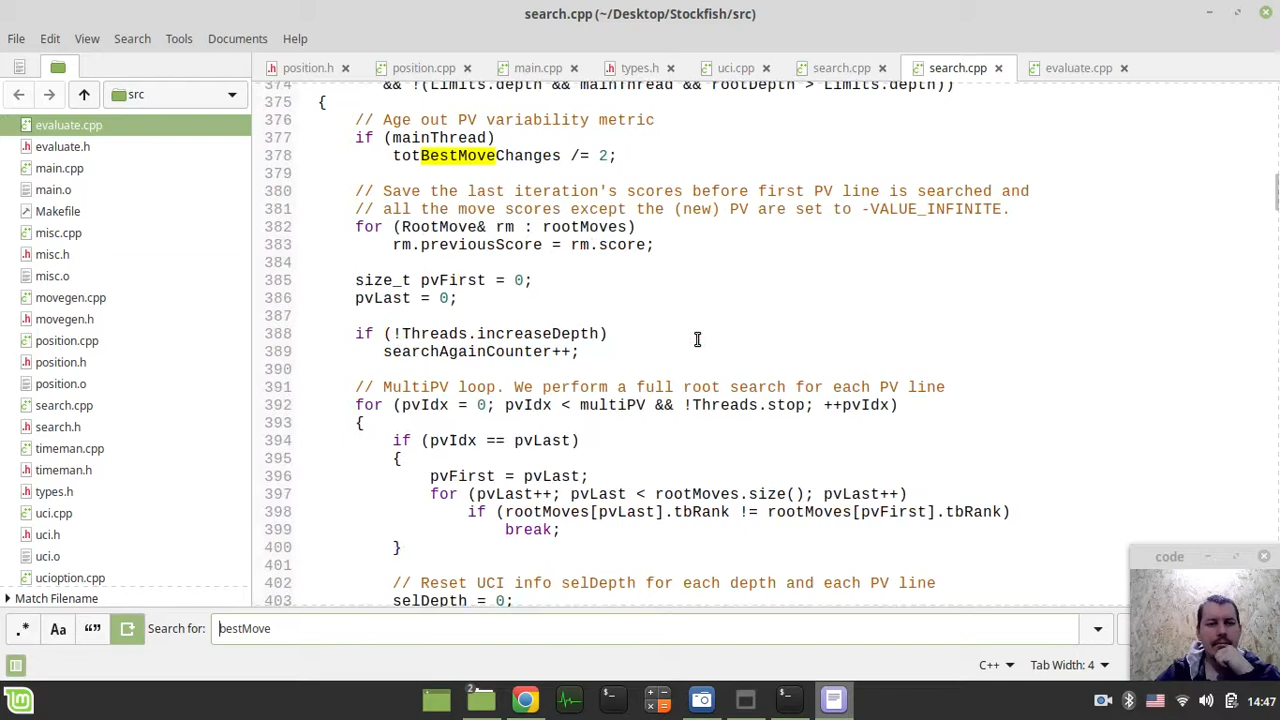 search.cpp (~/Desktop/Stockfish/src)
File Edit View Search Tools Documents Help
position.h position.cpp main.cpp types.h uci.cpp search.cpp search.cpp evaluate.cpp
src
evaluate.cpp
evaluate.h
main.cpp
main.o
Makefile
misc.cpp
misc.h
misc.o
movegen.cpp
movegen.h
position.cpp
position.h
position.o
search.cpp
search.h
timeman.cpp
timeman.h
types.h
uci.cpp
uci.h
uci.o
ucioption.cpp
Match Filename
374 && !(Limits.depth && mainThread && rootDepth > Limits.depth))
375 {
376 // Age out PV variability metric
377 if (mainThread)
378 totBestMoveChanges /= 2;
379
380 // Save the last iteration's scores before first PV line is searched and
381 // all the move scores except the (new) PV are set to -VALUE_INFINITE.
382 for (RootMove& rm : rootMoves)
383 rm.previousScore = rm.score;
384
385 size_t pvFirst = 0;
386 pvLast = 0;
387
388 if (!Threads.increaseDepth)
389 searchAgainCounter++;
390
391 // MultiPV loop. We perform a full root search for each PV line
392 for (pvIdx = 0; pvIdx < multiPV && !Threads.stop; ++pvIdx)
393 {
394 if (pvIdx == pvLast)
395 {
396 pvFirst = pvLast;
397 for (pvLast++; pvLast < rootMoves.size(); pvLast++)
398 if (rootMoves[pvLast].tbRank != rootMoves[pvFirst].tbRank)
399 break;
400 }
401
402 // Reset UCI info selDepth for each depth and each PV line
403 selDepth = 0;
code
.* Aa “” Search for: bestMove
C++ Tab Width: 4
2
14:47